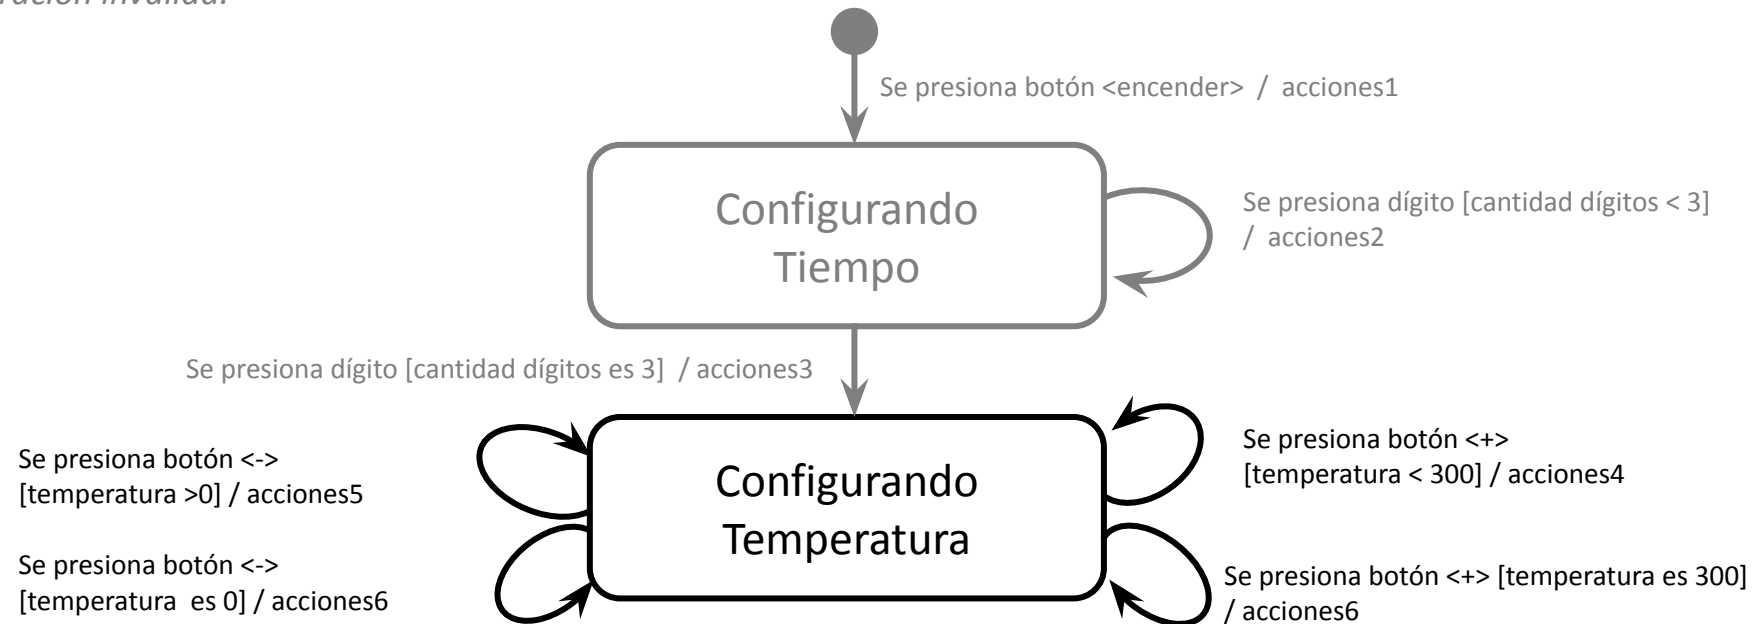 Se presiona botón <encender> / acciones1
Configurando
Tiempo
Se presiona dígito [cantidad dígitos < 3]
/ acciones2
Se presiona dígito [cantidad dígitos es 3] / acciones3
Se presiona botón <->
[temperatura >0] / acciones5
Configurando
Temperatura
Se presiona botón <+>
[temperatura < 300] / acciones4
Se presiona botón <->
[temperatura es 0] / acciones6
Se presiona botón <+> [temperatura es 300]
/ acciones6